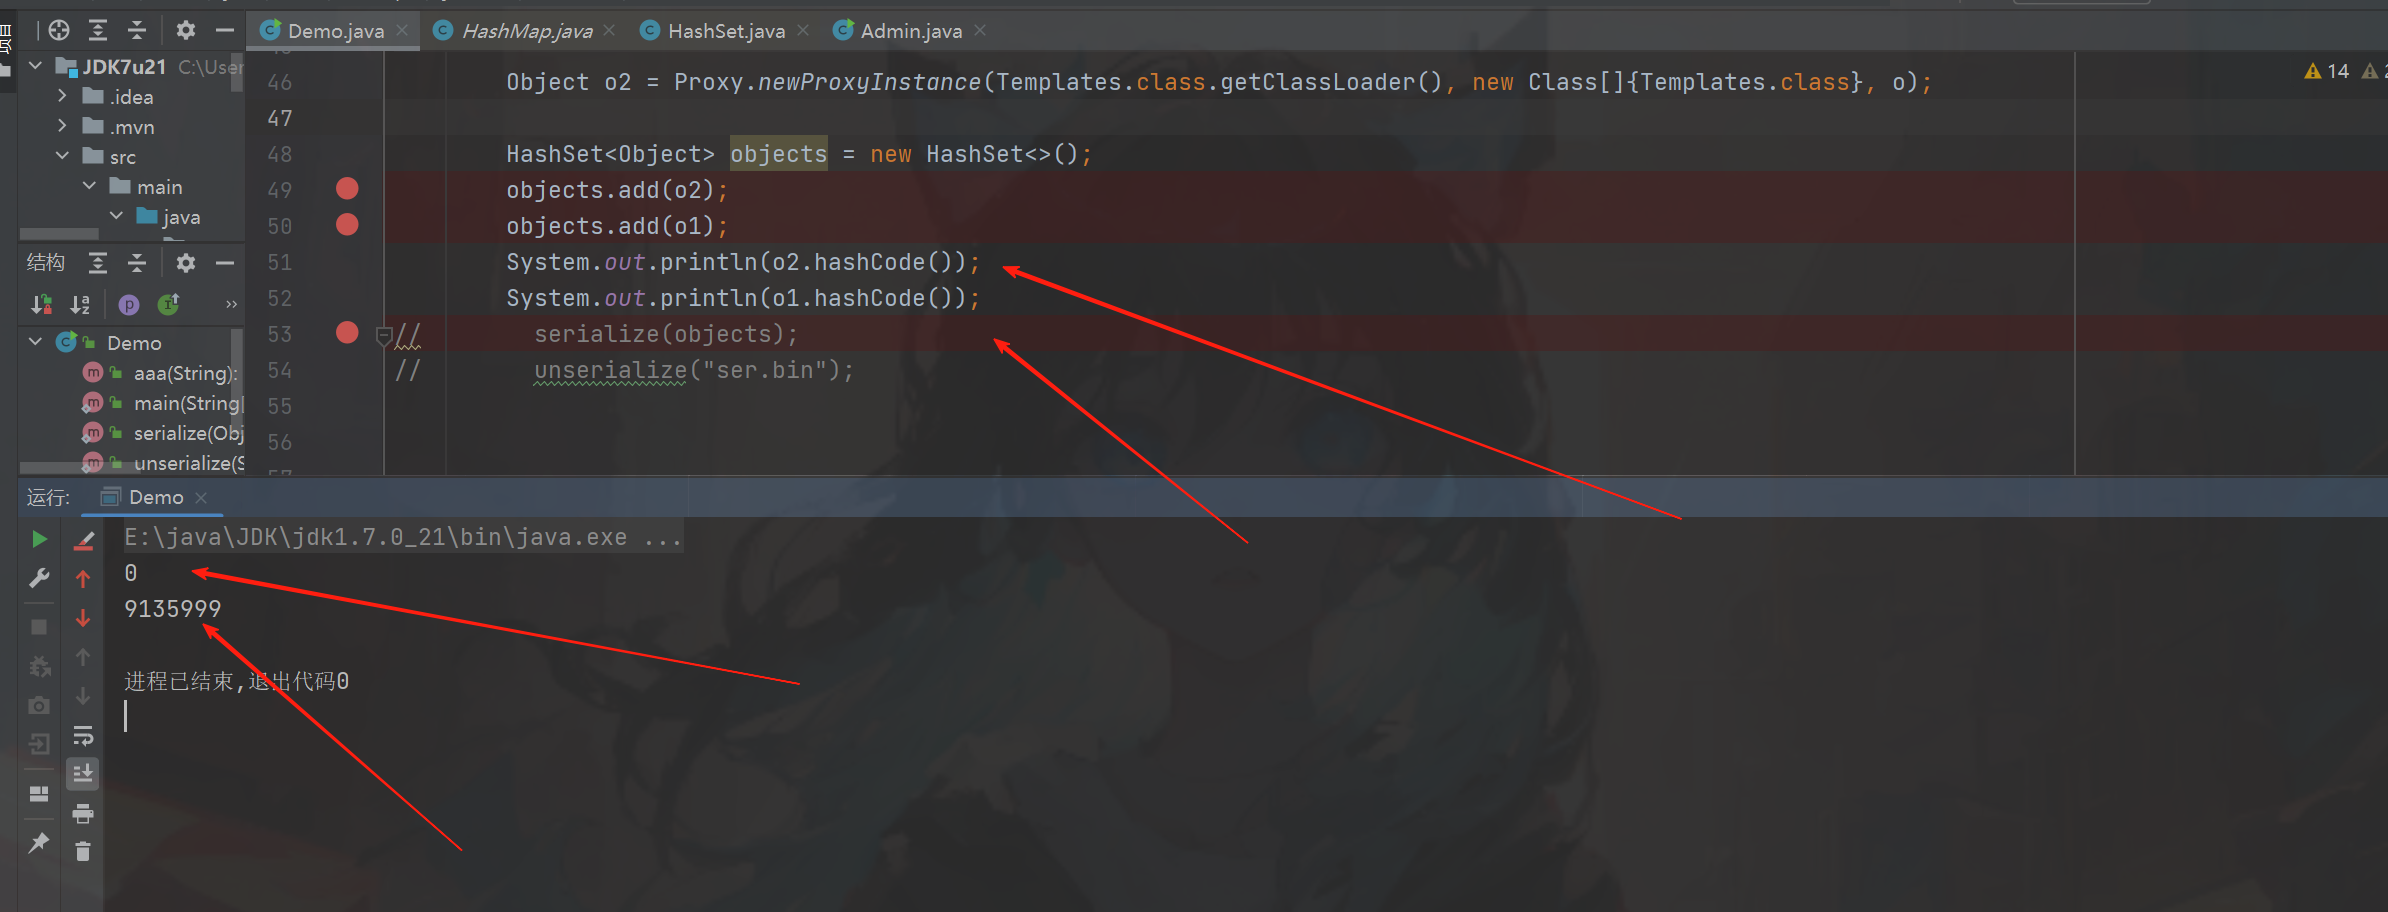 Demo.java HashMap.java HashSet.java Admin.java
JDK7u21 C:\User
.idea
.mvn
src
main
java
结构
Demo
aaa(String):
main(String[
serialize(Obj
unserialize(S
46 Object o2 = Proxy.newProxyInstance(Templates.class.getClassLoader(), new Class[]{Templates.class}, o);
47
48 HashSet<Object> objects = new HashSet<>();
49 objects.add(o2);
50 objects.add(o1);
51 System.out.println(o2.hashCode());
52 System.out.println(o1.hashCode());
53 // serialize(objects);
54 // unserialize("ser.bin");
55
56
14
运行: Demo
E:\java\JDK\jdk1.7.0_21\bin\java.exe ...
0
9135999
进程已结束,退出代码0